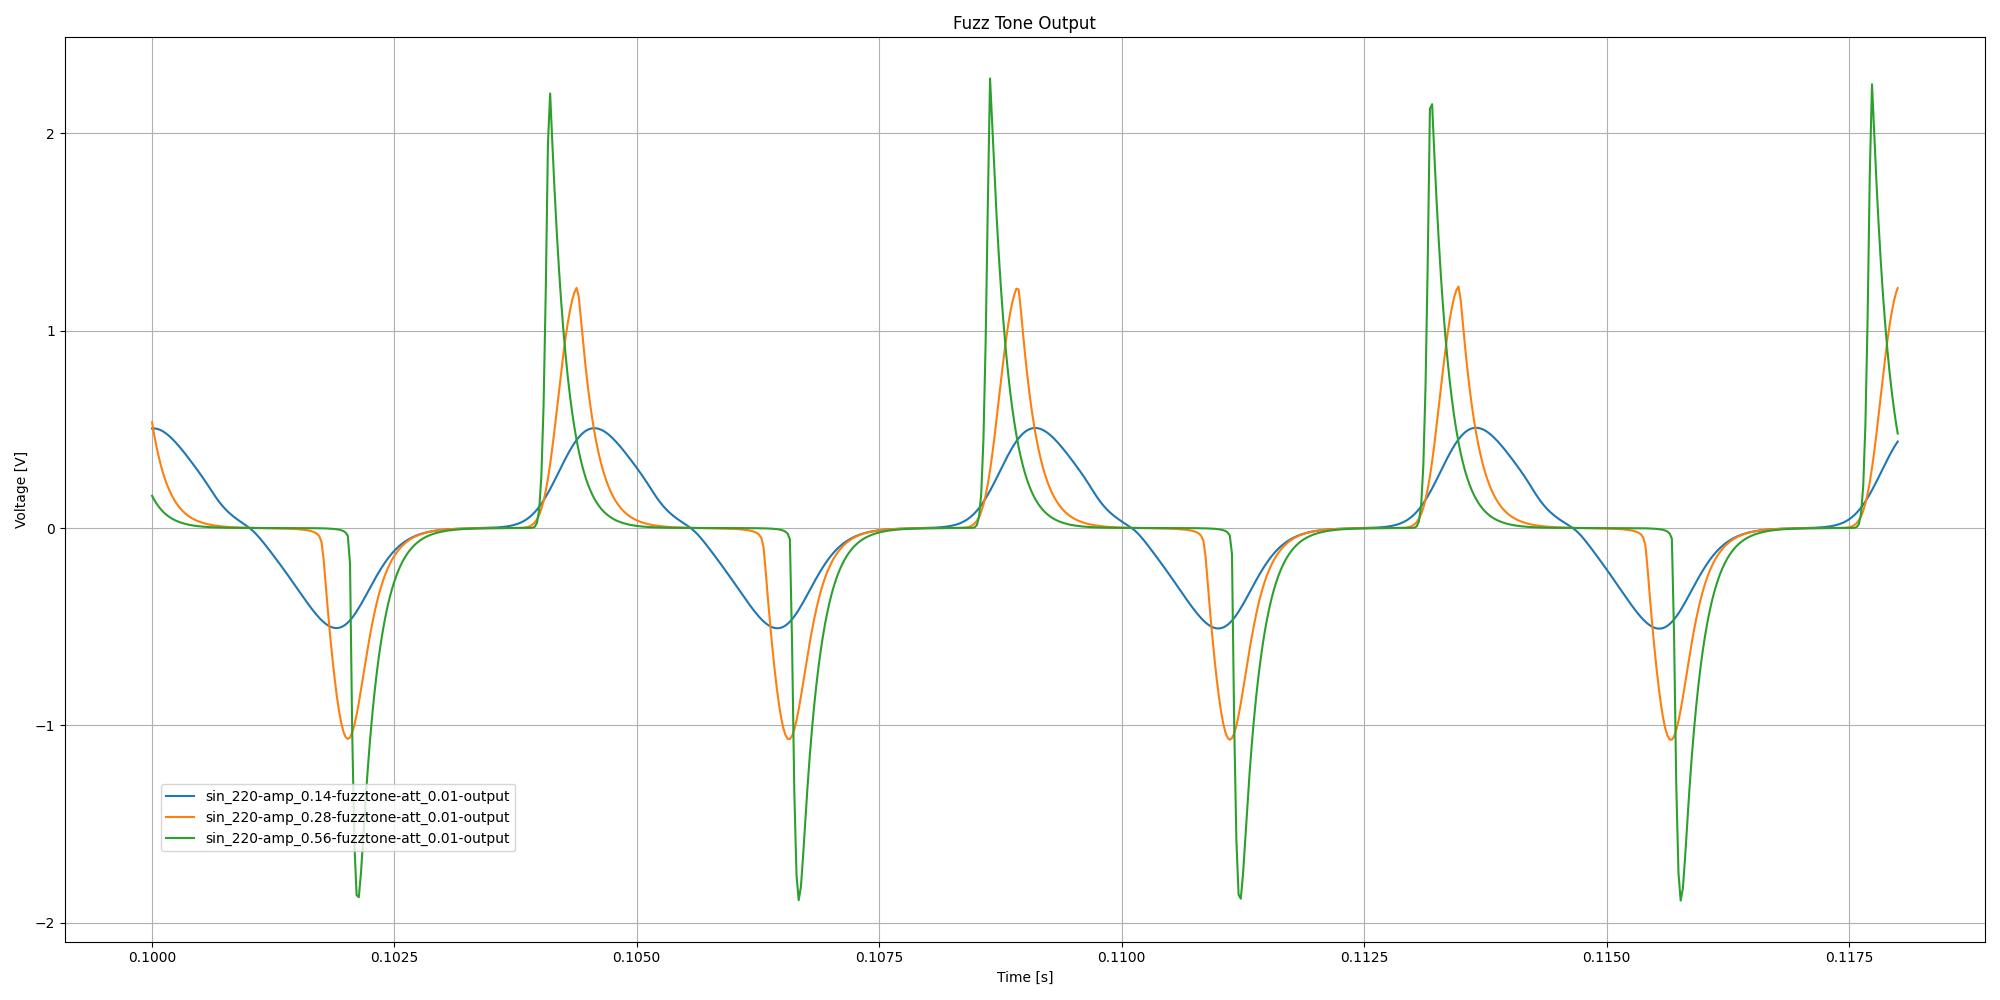 Fuzz Tone Output
Voltage [V]
2
1
0
−1
−2
sin_220-amp_0.14-fuzztone-att_0.01-output
sin_220-amp_0.28-fuzztone-att_0.01-output
sin_220-amp_0.56-fuzztone-att_0.01-output
0.1000 0.1025 0.1050 0.1075 0.1100 0.1125 0.1150 0.1175
Time [s]